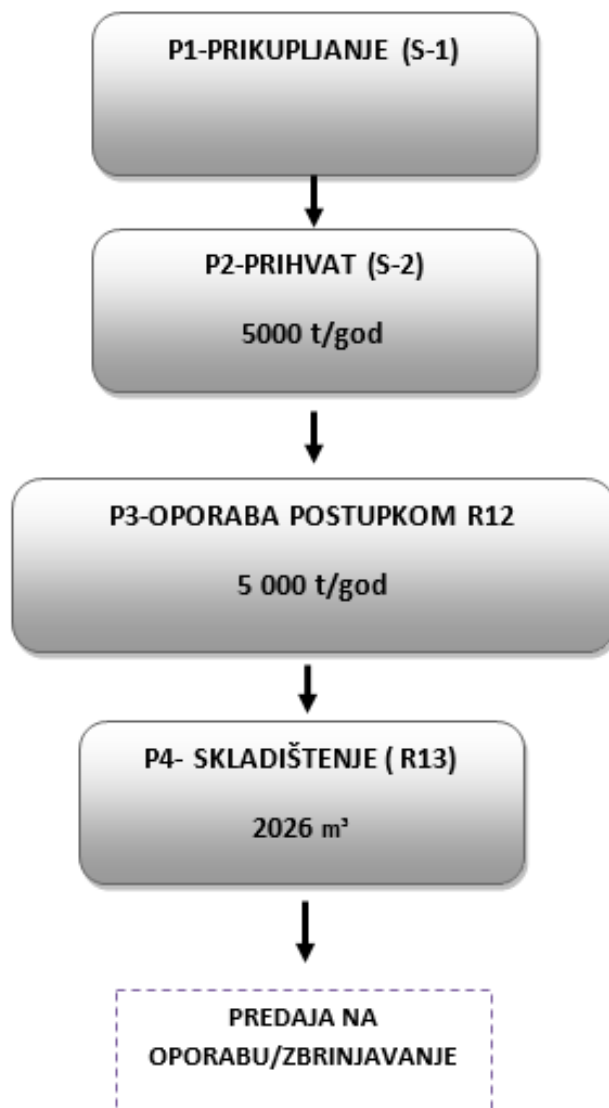 P1-PRIKUPLJANJE (S-1)
P2-PRIHVAT (S-2)
5000 t/god
P3-OPORABA POSTUPKOM R12
5 000 t/god
P4- SKLADIŠTENJE ( R13)
2026 m³
PREDAJA NA
OPORABU/ZBRINJAVANJE